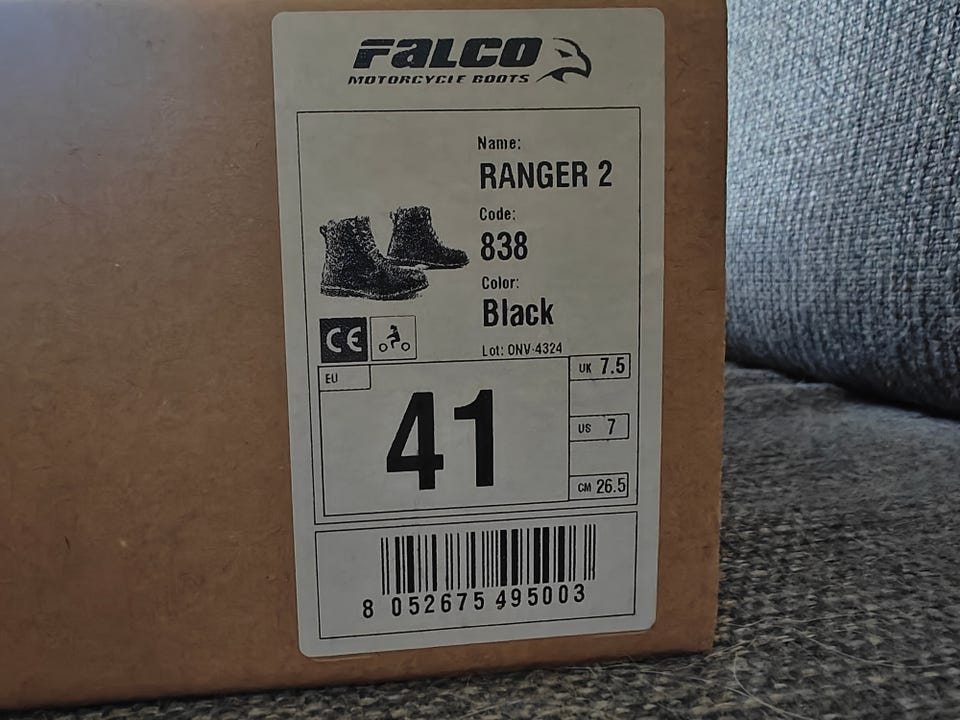 FALCO
MOTORCYCLE BOOTS
Name:
RANGER 2
Code:
838
Color:
Black
CE
Lot: ONV-4324
EU
41
UK 7.5
US 7
CM 26.5
8 052675 495003